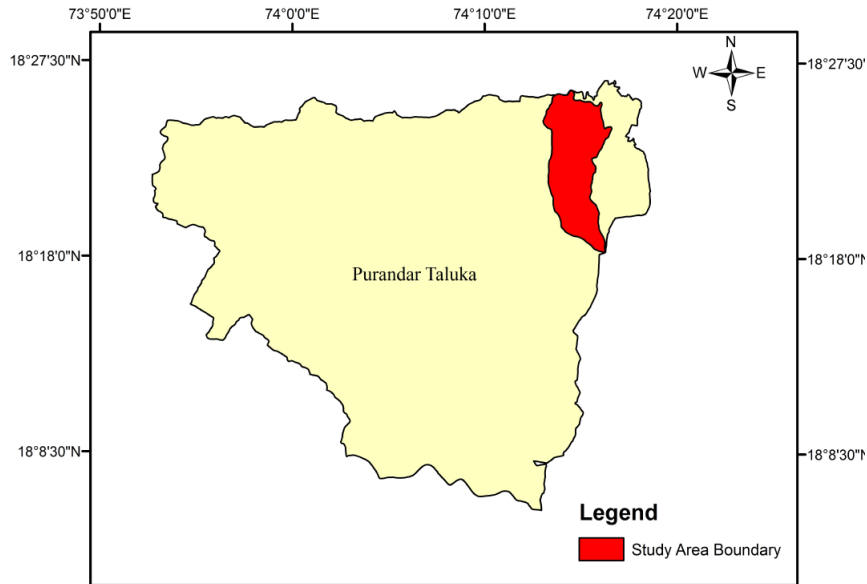 73°50'0"E 74°0'0"E 74°10'0"E 74°20'0"E
N
18°27'30"N 18°27'30"N
W E
S
18°18'0"N 18°18'0"N
Purandar Taluka
18°8'30"N 18°8'30"N
Legend
Study Area Boundary